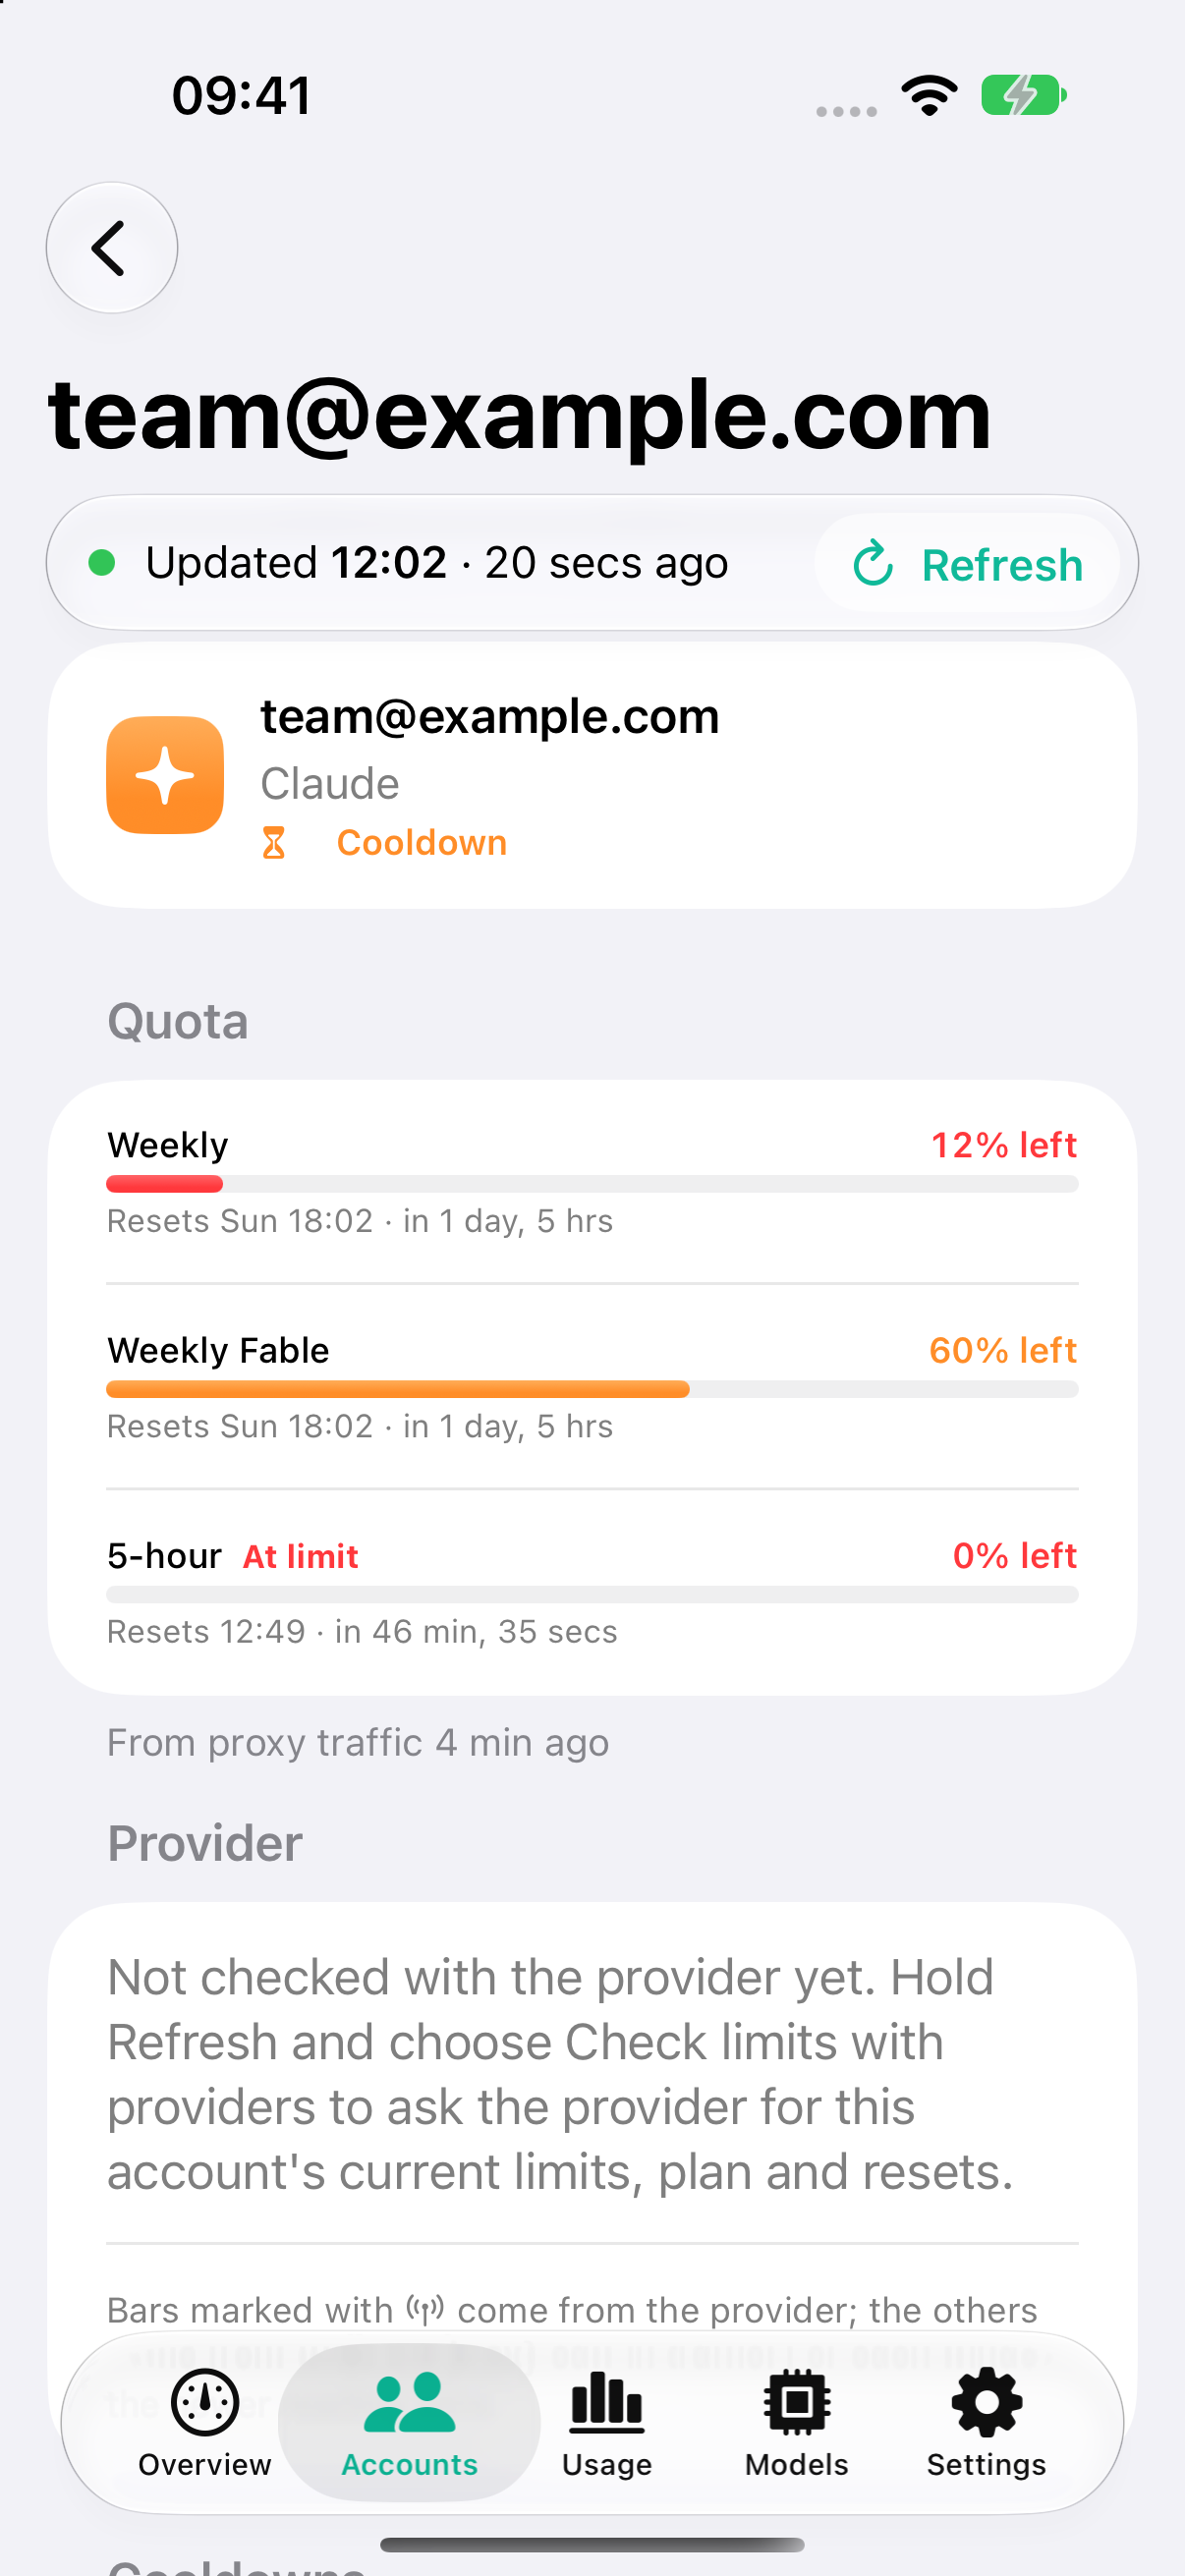 09:41
team@example.com
Updated 12:02 · 20 secs ago
Refresh
team@example.com
Claude
Cooldown
Quota
Weekly
12% left
Resets Sun 18:02 · in 1 day, 5 hrs
Weekly Fable
60% left
Resets Sun 18:02 · in 1 day, 5 hrs
5-hour At limit
0% left
Resets 12:49 · in 46 min, 35 secs
From proxy traffic 4 min ago
Provider
Not checked with the provider yet. Hold
Refresh and choose Check limits with
providers to ask the provider for this
account's current limits, plan and resets.
Bars marked with come from the provider; the others
Overview
Accounts
Usage
Models
Settings
Cooldowns